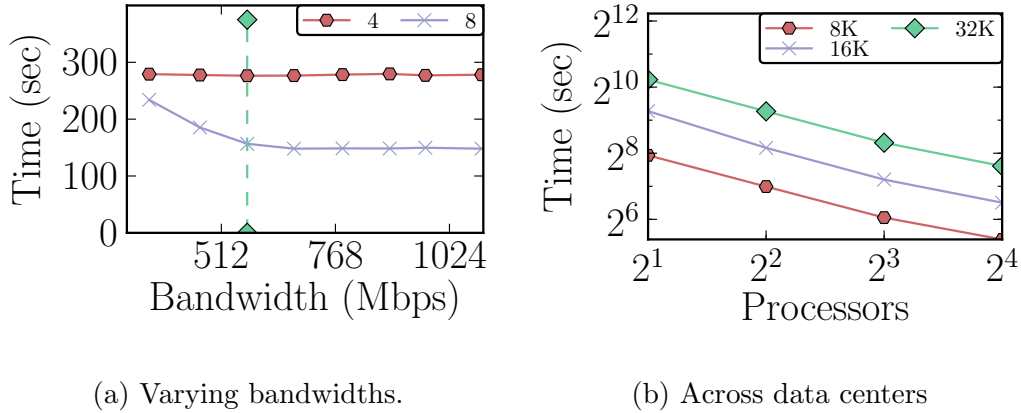 4 8
Time (sec)
300
200
100
0
512 768 1024
Bandwidth (Mbps)
(a) Varying bandwidths.
8K 32K
16K
Time (sec)
2^12
2^10
2^8
2^6
2^1 2^2 2^3 2^4
Processors
(b) Across data centers